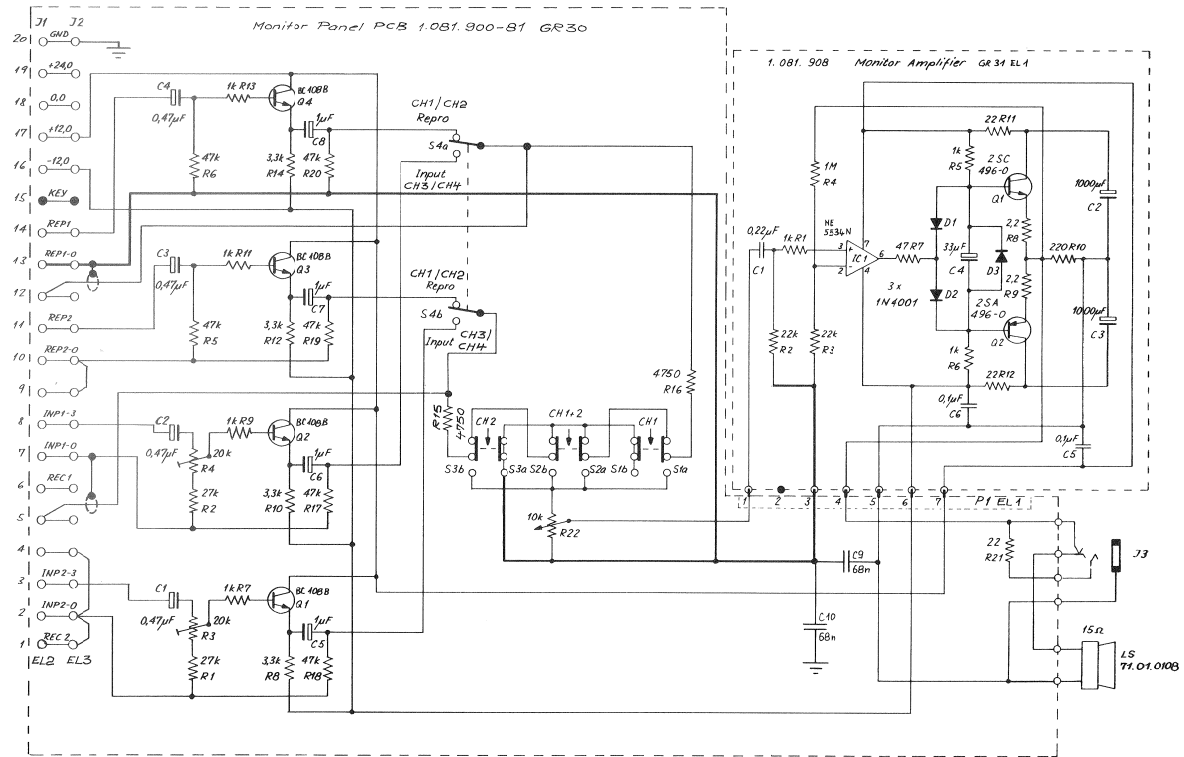 Monitor Panel PCB 1.081.900-81 GR30
J1 J2
20 GND
19 +24,0
18 0,0
17 +12,0
16 -12,0
15 KEY
14 REP1
13 REP1-0
12
11 REP2
10 REP2-0
9
8 INP1-3
7 INP1-0
6 REC1
5
4
3 INP2-3
2 INP2-0
1 REC 2
EL2 EL3
C4
0,47µF
1k R13
BC108B
Q4
1µF
C8
47k
R6
3,3k
R14
47k
R20
CH1/CH2
Repro
S4a
Input
CH3/CH4
C3
0,47µF
1k R11
BC108B
Q3
1µF
C7
47k
R5
3,3k
R12
47k
R19
CH1/CH2
Repro
S4b
Input CH3/
CH4
C2
0,47µF
1k R9
BC108B
Q2
1µF
C6
20k
R4
27k
R2
3,3k
R10
47k
R17
C1
0,47µF
1k R7
BC108B
Q1
1µF
C5
20k
R3
27k
R1
3,3k
R8
47k
R18
R15
4750
4750
R16
CH2
CH1+2
CH1
S3b
S3a
S2b
S2a
S1b
S1a
10k
R22
C9
68n
C10
68n
1.081.908 Monitor Amplifier GR31 EL1
22 R11
1k
R5
2SC
496-0
Q1
1M
R4
1000µF
C2
0,22µF
C1
1k R1
NE
5534N
IC1
3
2
7
4
6
47 R7
D1
33µF
C4
D3
2,2
R8
220 R10
2,2
R9
3x
1N4001
D2
2SA
496-0
Q2
1000µF
C3
22k
R2
22k
R3
1k
R6
22 R12
0,1µF
C6
0,1µF
C5
1 2 3 4 5 6 7 P1 EL1
22
R21
J3
15Ω
LS
71.01.0108